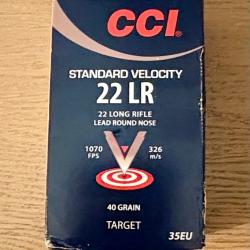 CCI®
STANDARD VELOCITY
22 LR
22 LONG RIFLE
LEAD ROUND NOSE
1070 326
FPS m/s
40 GRAIN
TARGET
35EU